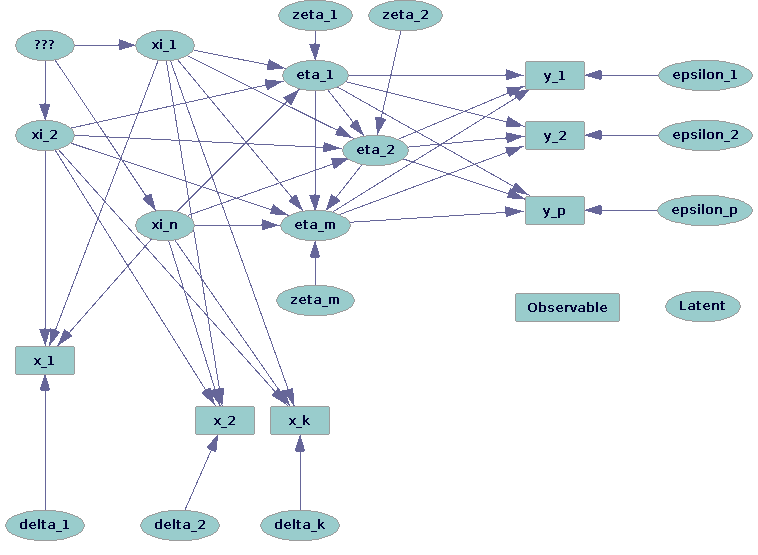 zeta_1
zeta_2
???
xi_1
eta_1
y_1
epsilon_1
xi_2
eta_2
y_2
epsilon_2
xi_n
eta_m
y_p
epsilon_p
zeta_m
Observable
Latent
x_1
x_2
x_k
delta_1
delta_2
delta_k